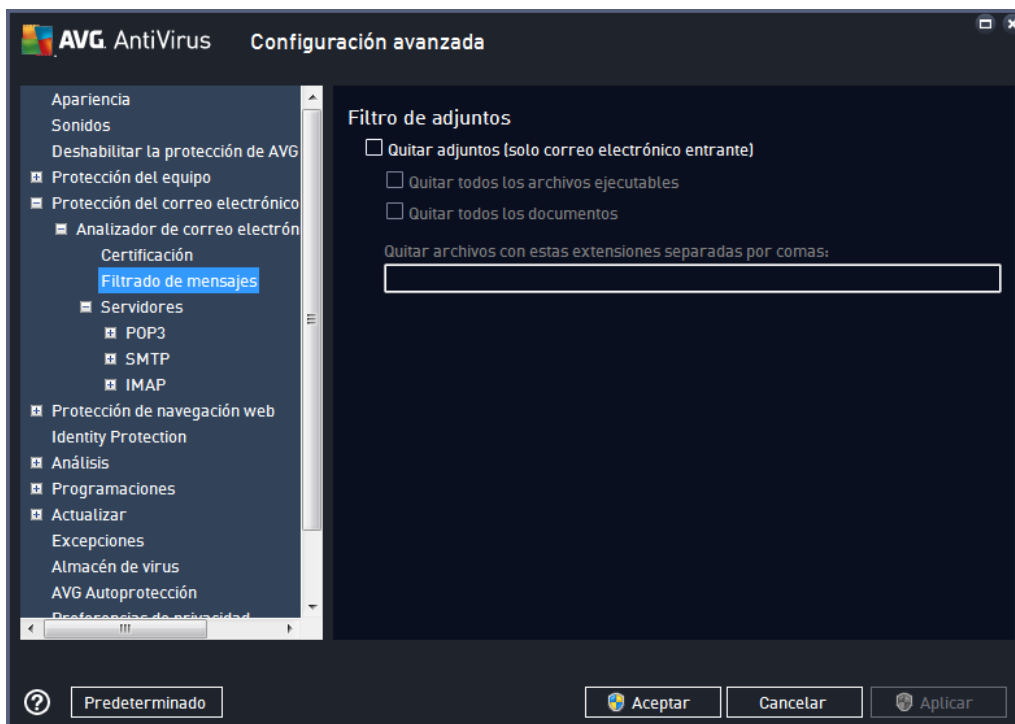 AVG. AntiVirus Configuración avanzada
Apariencia
Sonidos
Deshabilitar la protección de AVG
Protección del equipo
Protección del correo electrónico
Analizador de correo electrón
Certificación
Filtrado de mensajes
Servidores
POP3
SMTP
IMAP
Protección de navegación web
Identity Protection
Análisis
Programaciones
Actualizar
Excepciones
Almacén de virus
AVG Autoprotección
Preferencias de privacidad
Filtro de adjuntos
Quitar adjuntos (solo correo electrónico entrante)
Quitar todos los archivos ejecutables
Quitar todos los documentos
Quitar archivos con estas extensiones separadas por comas:
? Predeterminado Aceptar Cancelar Aplicar